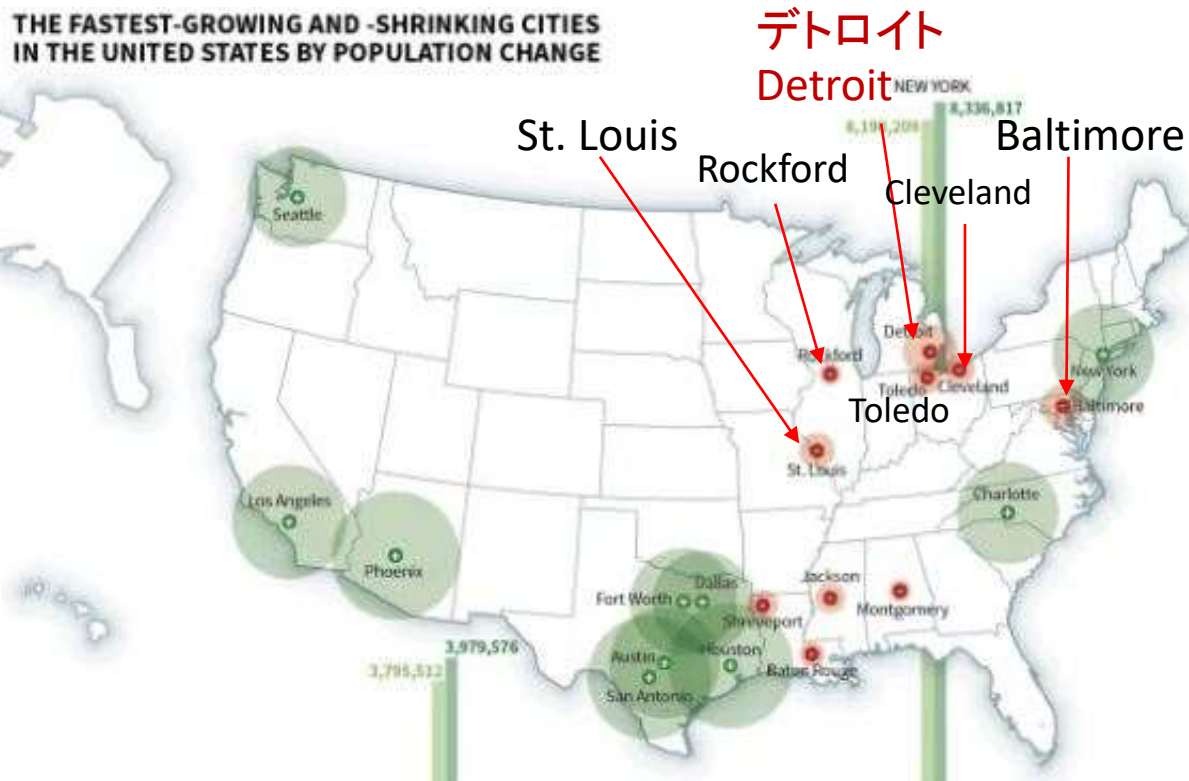 THE FASTEST-GROWING AND -SHRINKING CITIES
IN THE UNITED STATES BY POPULATION CHANGE
デトロイト
Detroit
NEW YORK
8,336,817
St. Louis
Baltimore
Rockford
Cleveland
Seattle
Detroit
Rockford
New York
Toledo
Cleveland
Toledo
Baltimore
St. Louis
Los Angeles
Charlotte
Phoenix
Dallas
Jackson
Fort Worth
Montgomery
Shreveport
3,979,576
Houston
Austin
Baton Rouge
3,795,512
San Antonio